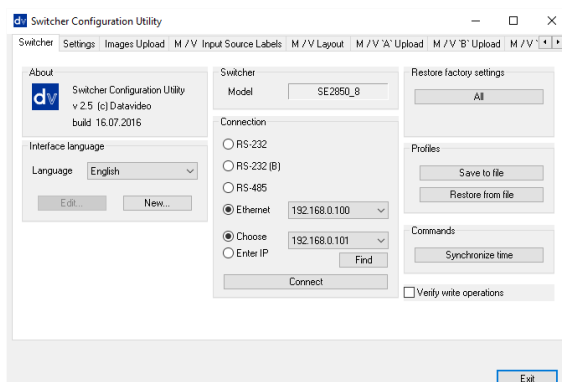 dv Switcher Configuration Utility
Switcher Settings Images Upload M / V Input Source Labels M / V Layout M / V `A` Upload M / V `B` Upload M / V `
About
dv
Switcher Configuration Utility
v 2.5 (c) Datavideo
build 16.07.2016
Interface language
Language English
Edit... New...
Switcher
Model SE2850_8
Connection
RS-232
RS-232 (B)
RS-485
Ethernet 192.168.0.100
Choose 192.168.0.101
Enter IP
Find
Connect
Restore factory settings
All
Profiles
Save to file
Restore from file
Commands
Synchronize time
Verify write operations
Exit